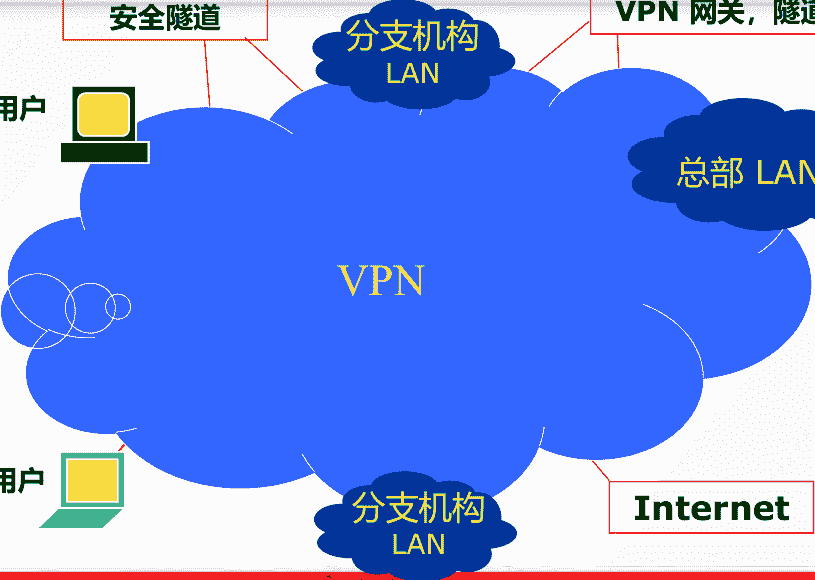 安全隧道
VPN 网关，隧道
分支机构
LAN
用户
总部 LAN
VPN
用户
分支机构
LAN
Internet